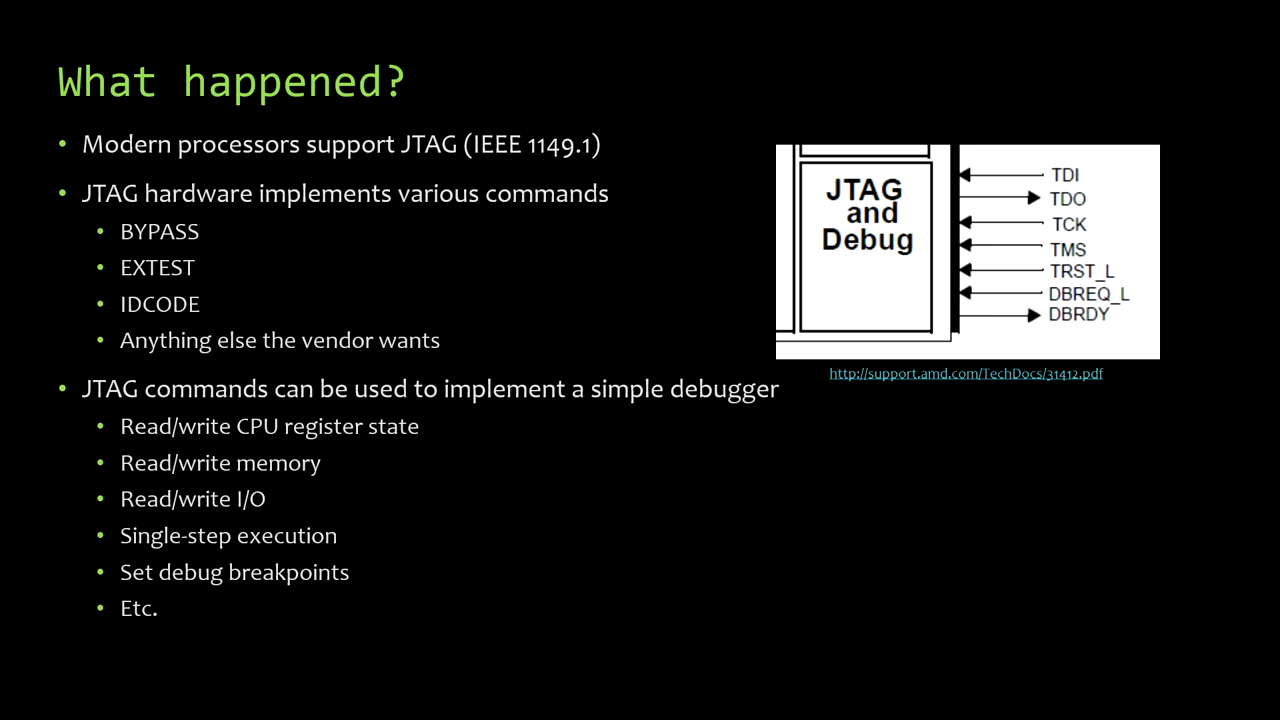 What happened?
• Modern processors support JTAG (IEEE 1149.1)
• JTAG hardware implements various commands
• BYPASS
• EXTEST
• IDCODE
• Anything else the vendor wants
• JTAG commands can be used to implement a simple debugger
• Read/write CPU register state
• Read/write memory
• Read/write I/O
• Single-step execution
• Set debug breakpoints
• Etc.
JTAG
and
Debug
TDI
TDO
TCK
TMS
TRST_L
DBREQ_L
DBRDY
http://support.amd.com/TechDocs/31412.pdf